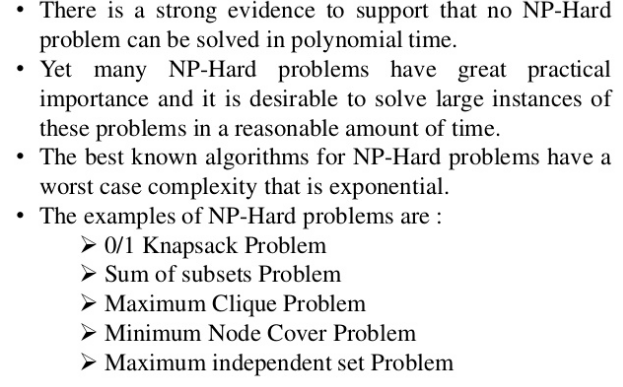 • There is a strong evidence to support that no NP-Hard
problem can be solved in polynomial time.
• Yet many NP-Hard problems have great practical
importance and it is desirable to solve large instances of
these problems in a reasonable amount of time.
• The best known algorithms for NP-Hard problems have a
worst case complexity that is exponential.
• The examples of NP-Hard problems are :
➢ 0/1 Knapsack Problem
➢ Sum of subsets Problem
➢ Maximum Clique Problem
➢ Minimum Node Cover Problem
➢ Maximum independent set Problem